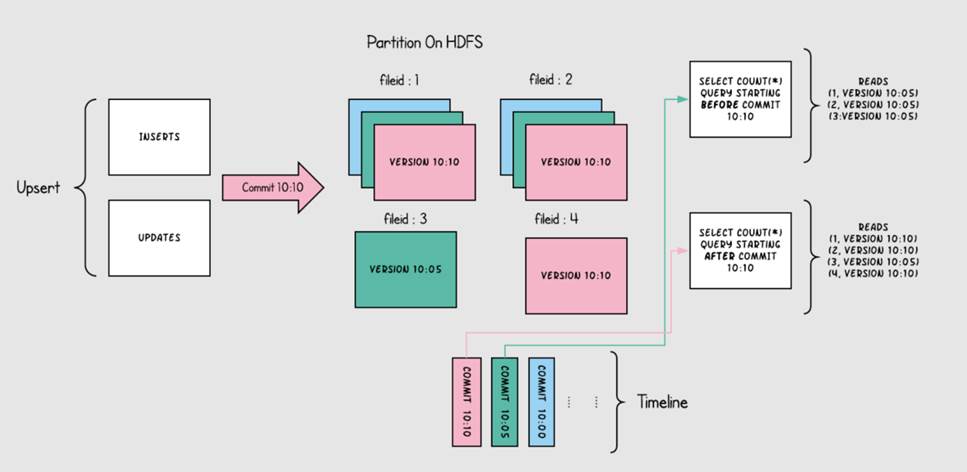 Partition On HDFS
fileid : 1
fileid : 2
INSERTS
UPDATES
Upsert
Commit 10:10
VERSION 10:10
VERSION 10:10
fileid : 3
fileid : 4
VERSION 10:05
VERSION 10:10
SELECT COUNT(*)
QUERY STARTING
BEFORE COMMIT
10:10
READS
(1, VERSION 10:05)
(2, VERSION 10:05)
(3:VERSION 10:05)
SELECT COUNT(*)
QUERY STARTING
AFTER COMMIT
10:10
READS
(1, VERSION 10:10)
(2, VERSION 10:10)
(3, VERSION 10:05)
(4, VERSION 10:10)
COMMIT 10:10
COMMIT 10:05
COMMIT 10:00
Timeline